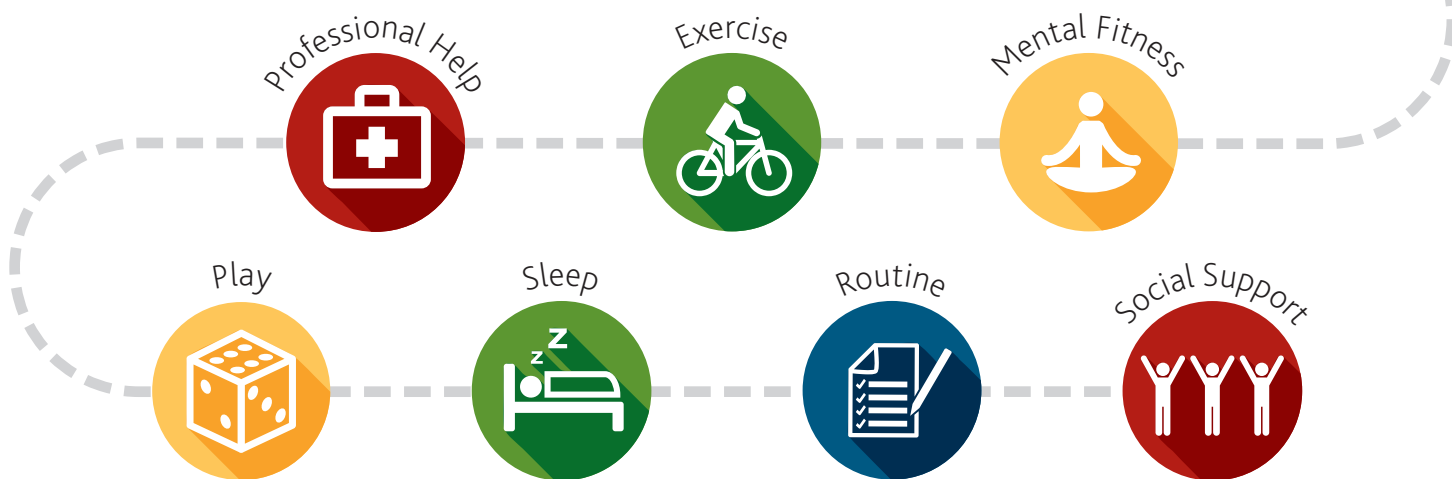 Professional Help
Exercise
Mental Fitness
Play
Sleep
Routine
Social Support